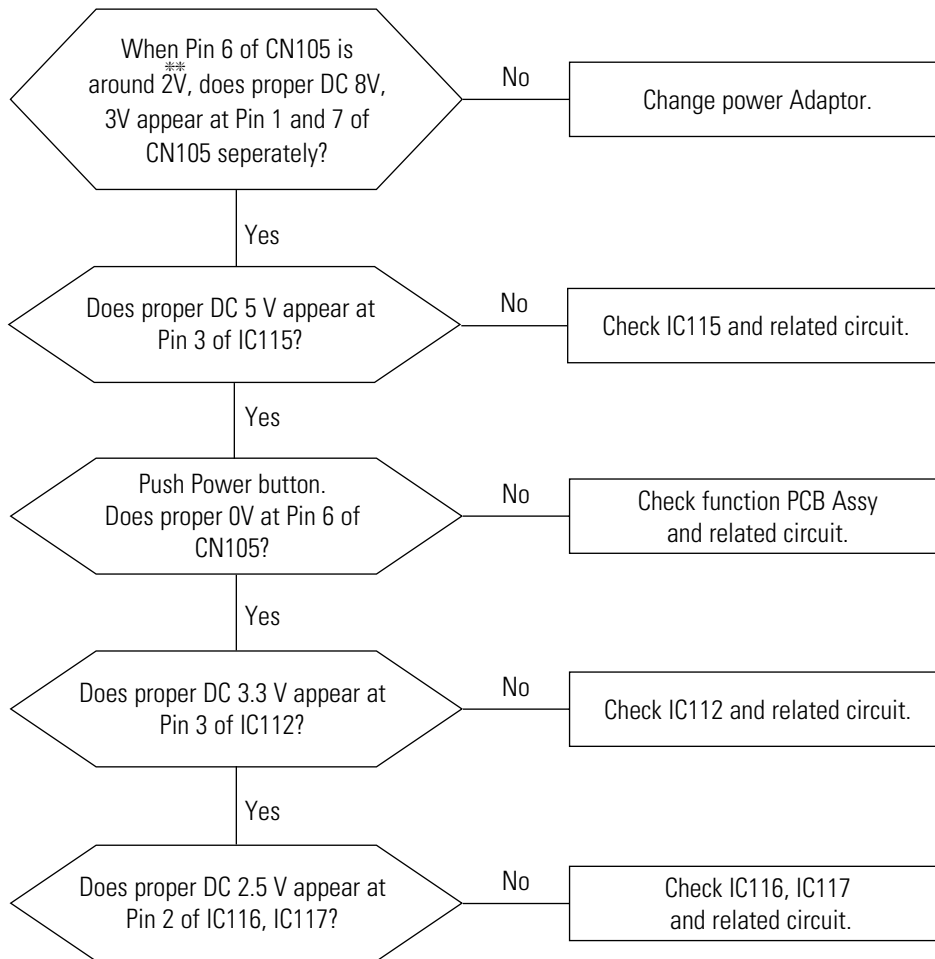 When Pin 6 of CN105 is
※※
around 2V, does proper DC 8V,
3V appear at Pin 1 and 7 of
CN105 seperately?
No
Change power Adaptor.
Yes
Does proper DC 5 V appear at
Pin 3 of IC115?
No
Check IC115 and related circuit.
Yes
Push Power button.
Does proper 0V at Pin 6 of
CN105?
No
Check function PCB Assy
and related circuit.
Yes
Does proper DC 3.3 V appear at
Pin 3 of IC112?
No
Check IC112 and related circuit.
Yes
Does proper DC 2.5 V appear at
Pin 2 of IC116, IC117?
No
Check IC116, IC117
and related circuit.